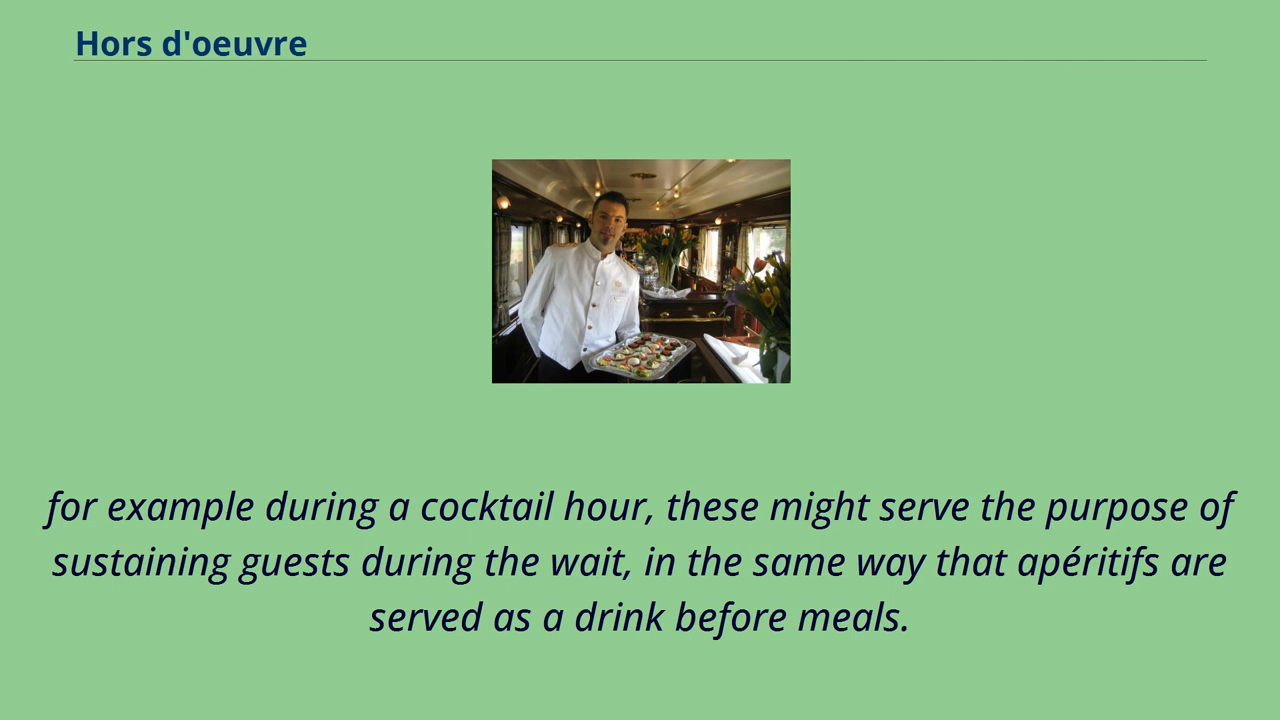 Hors d'oeuvre
for example during a cocktail hour, these might serve the purpose of
sustaining guests during the wait, in the same way that apéritifs are
served as a drink before meals.